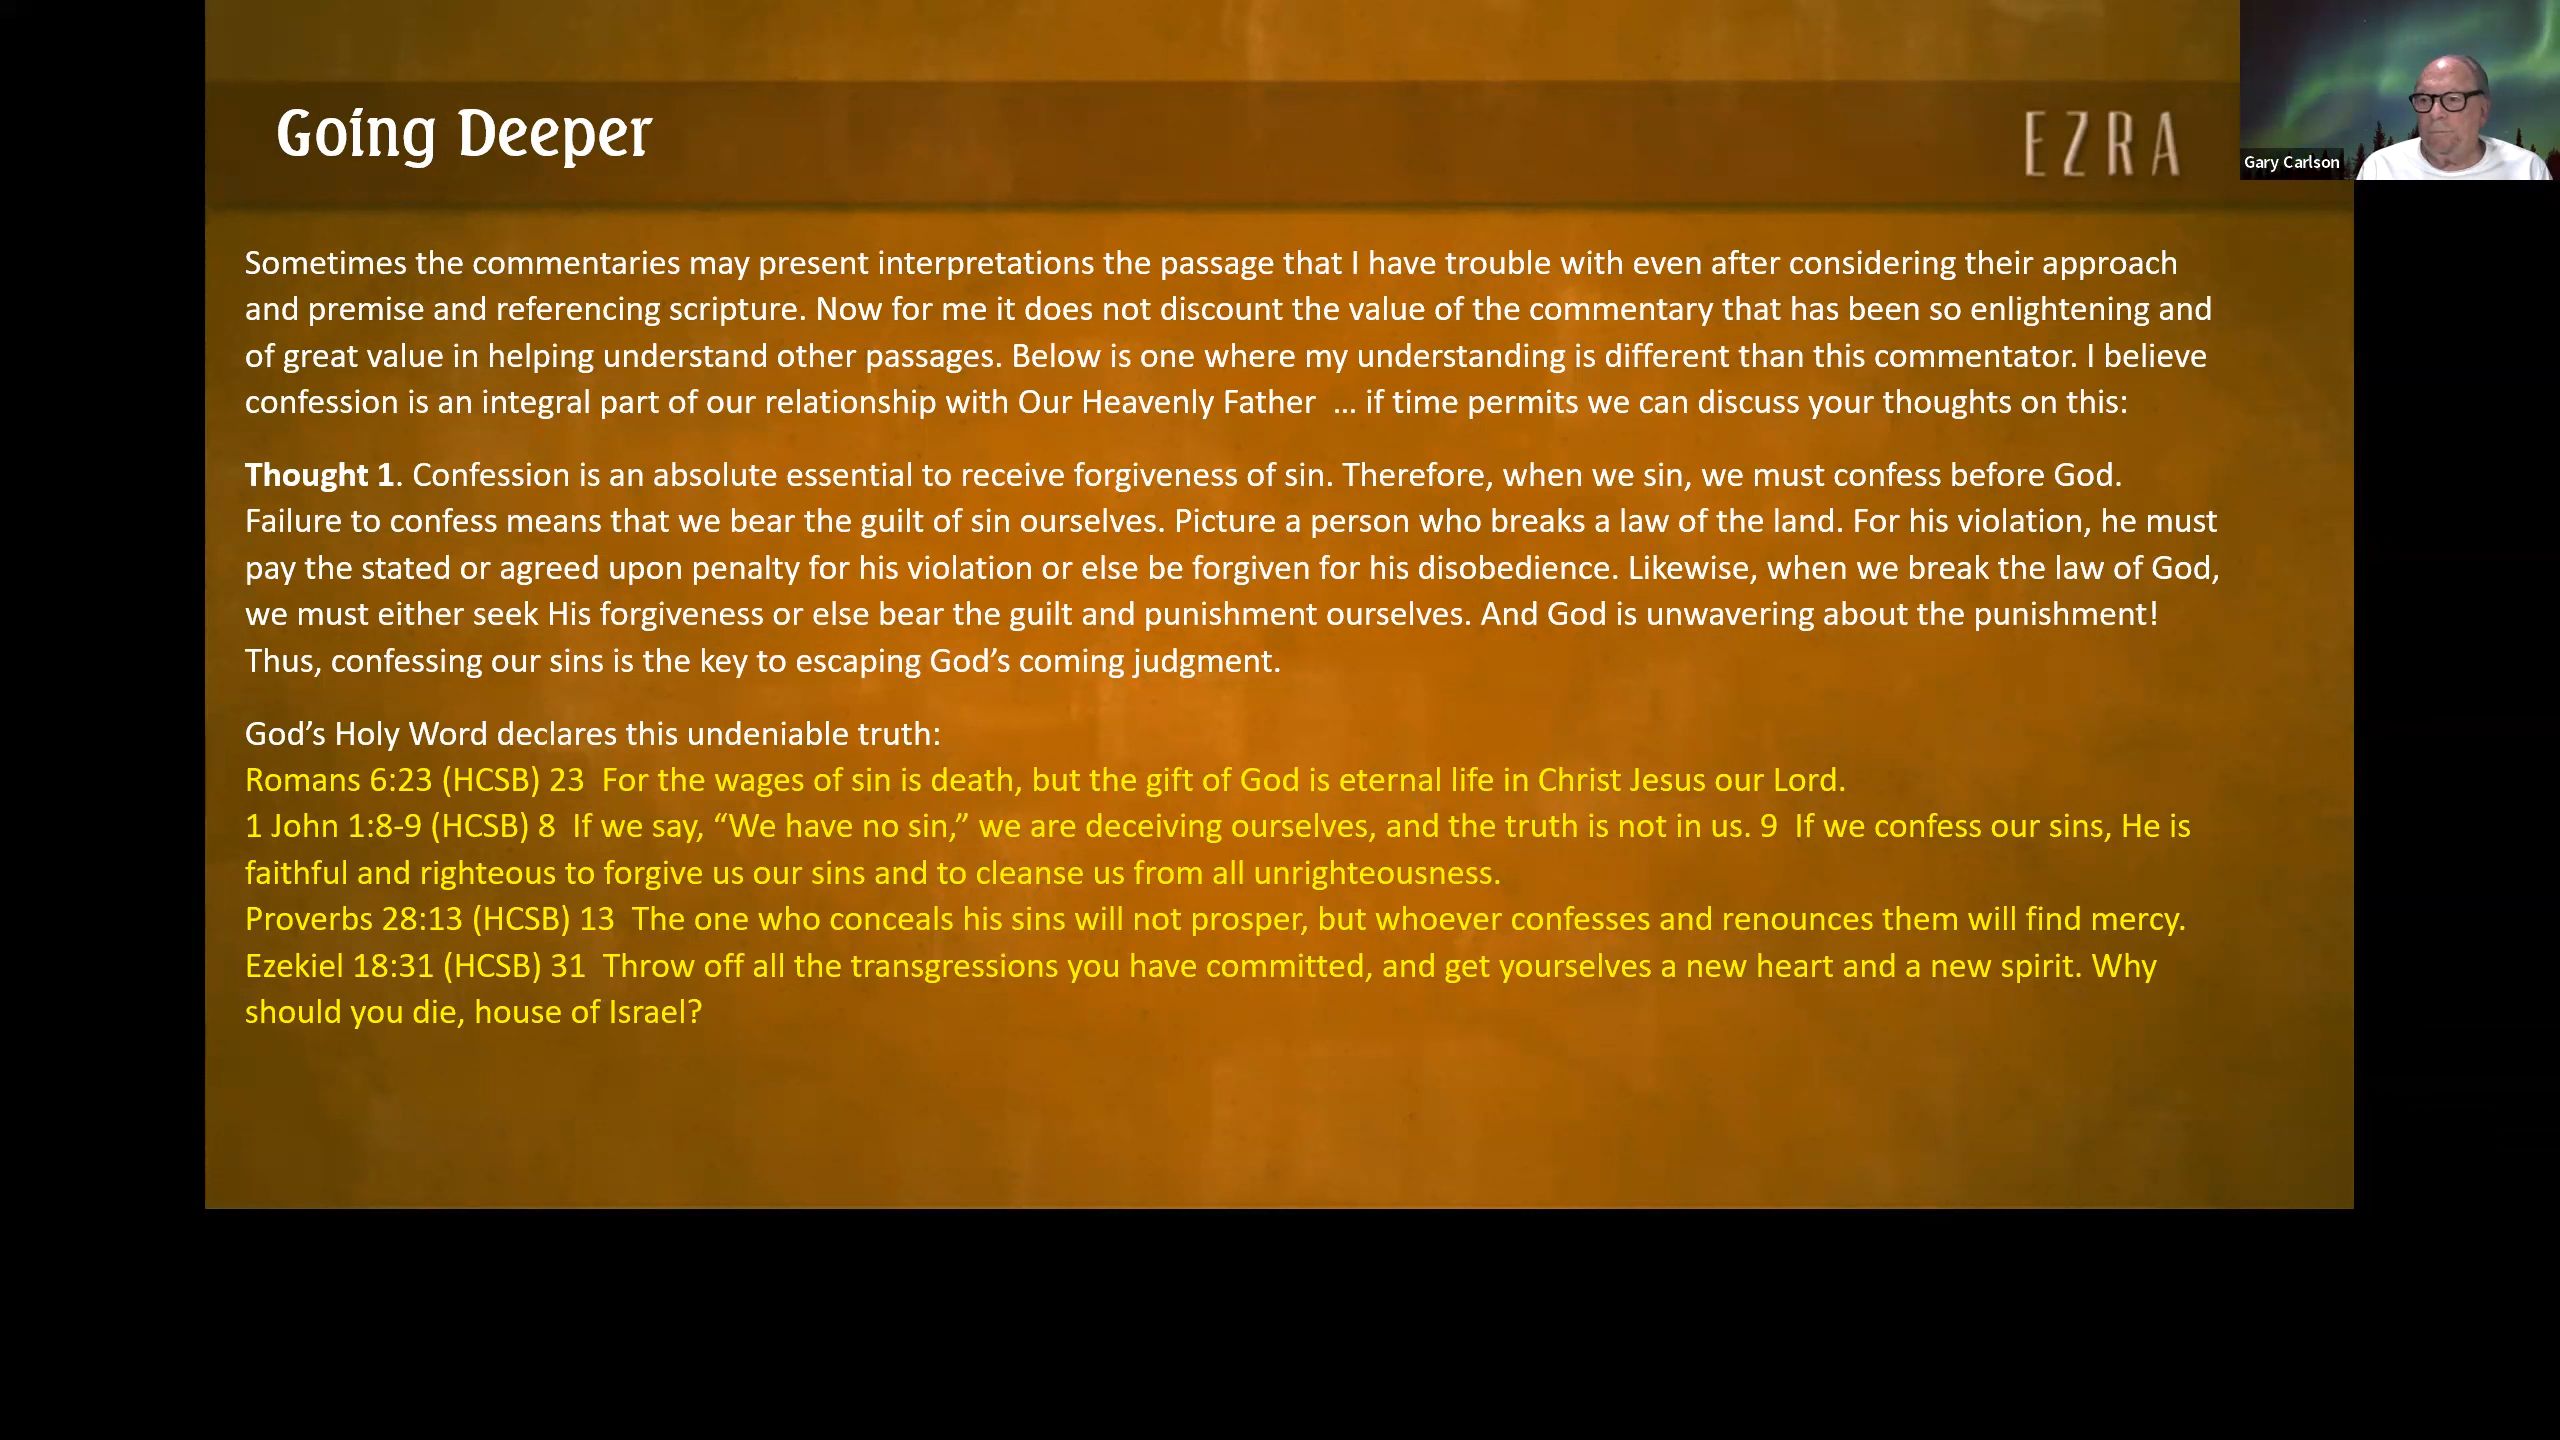 Going Deeper
EZRA
Gary Carlson
Sometimes the commentaries may present interpretations the passage that I have trouble with even after considering their approach
and premise and referencing scripture. Now for me it does not discount the value of the commentary that has been so enlightening and
of great value in helping understand other passages. Below is one where my understanding is different than this commentator. I believe
confession is an integral part of our relationship with Our Heavenly Father  … if time permits we can discuss your thoughts on this:
Thought 1. Confession is an absolute essential to receive forgiveness of sin. Therefore, when we sin, we must confess before God.
Failure to confess means that we bear the guilt of sin ourselves. Picture a person who breaks a law of the land. For his violation, he must
pay the stated or agreed upon penalty for his violation or else be forgiven for his disobedience. Likewise, when we break the law of God,
we must either seek His forgiveness or else bear the guilt and punishment ourselves. And God is unwavering about the punishment!
Thus, confessing our sins is the key to escaping God’s coming judgment.
God’s Holy Word declares this undeniable truth:
Romans 6:23 (HCSB) 23  For the wages of sin is death, but the gift of God is eternal life in Christ Jesus our Lord.
1 John 1:8-9 (HCSB) 8  If we say, “We have no sin,” we are deceiving ourselves, and the truth is not in us. 9  If we confess our sins, He is
faithful and righteous to forgive us our sins and to cleanse us from all unrighteousness.
Proverbs 28:13 (HCSB) 13  The one who conceals his sins will not prosper, but whoever confesses and renounces them will find mercy.
Ezekiel 18:31 (HCSB) 31  Throw off all the transgressions you have committed, and get yourselves a new heart and a new spirit. Why
should you die, house of Israel?